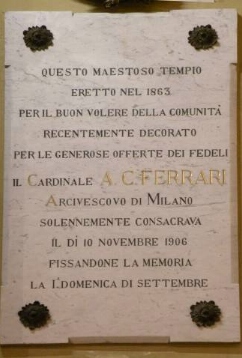 QUESTO MAESTOSO TEMPIO
ERETTO NEL 1863
PER IL BUON VOLERE DELLA COMUNITÀ
RECENTEMENTE DECORATO
PER LE GENEROSE OFFERTE DEI FEDELI
IL CARDINALE A. C. FERRARI
ARCIVESCOVO DI MILANO
SOLENNEMENTE CONSACRAVA
IL DÌ 10 NOVEMBRE 1906
FISSANDONE LA MEMORIA
LA I. DOMENICA DI SETTEMBRE